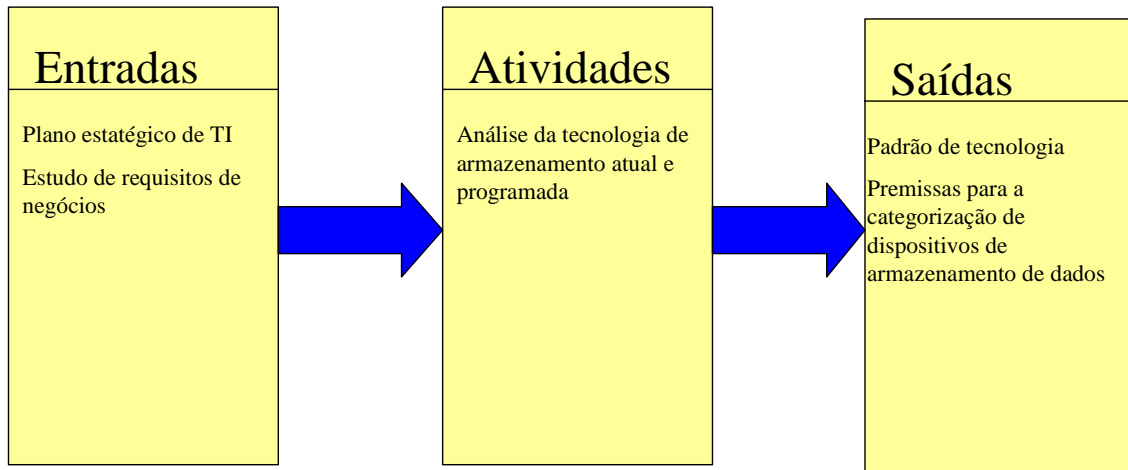 Entradas
Plano estatégico de TI
Estudo de requisitos de
negócios
Atividades
Análise da tecnologia de
armazenamento atual e
programada
Saídas
Padrão de tecnologia
Premissas para a
categorização de
dispositivos de
armazenamento de dados